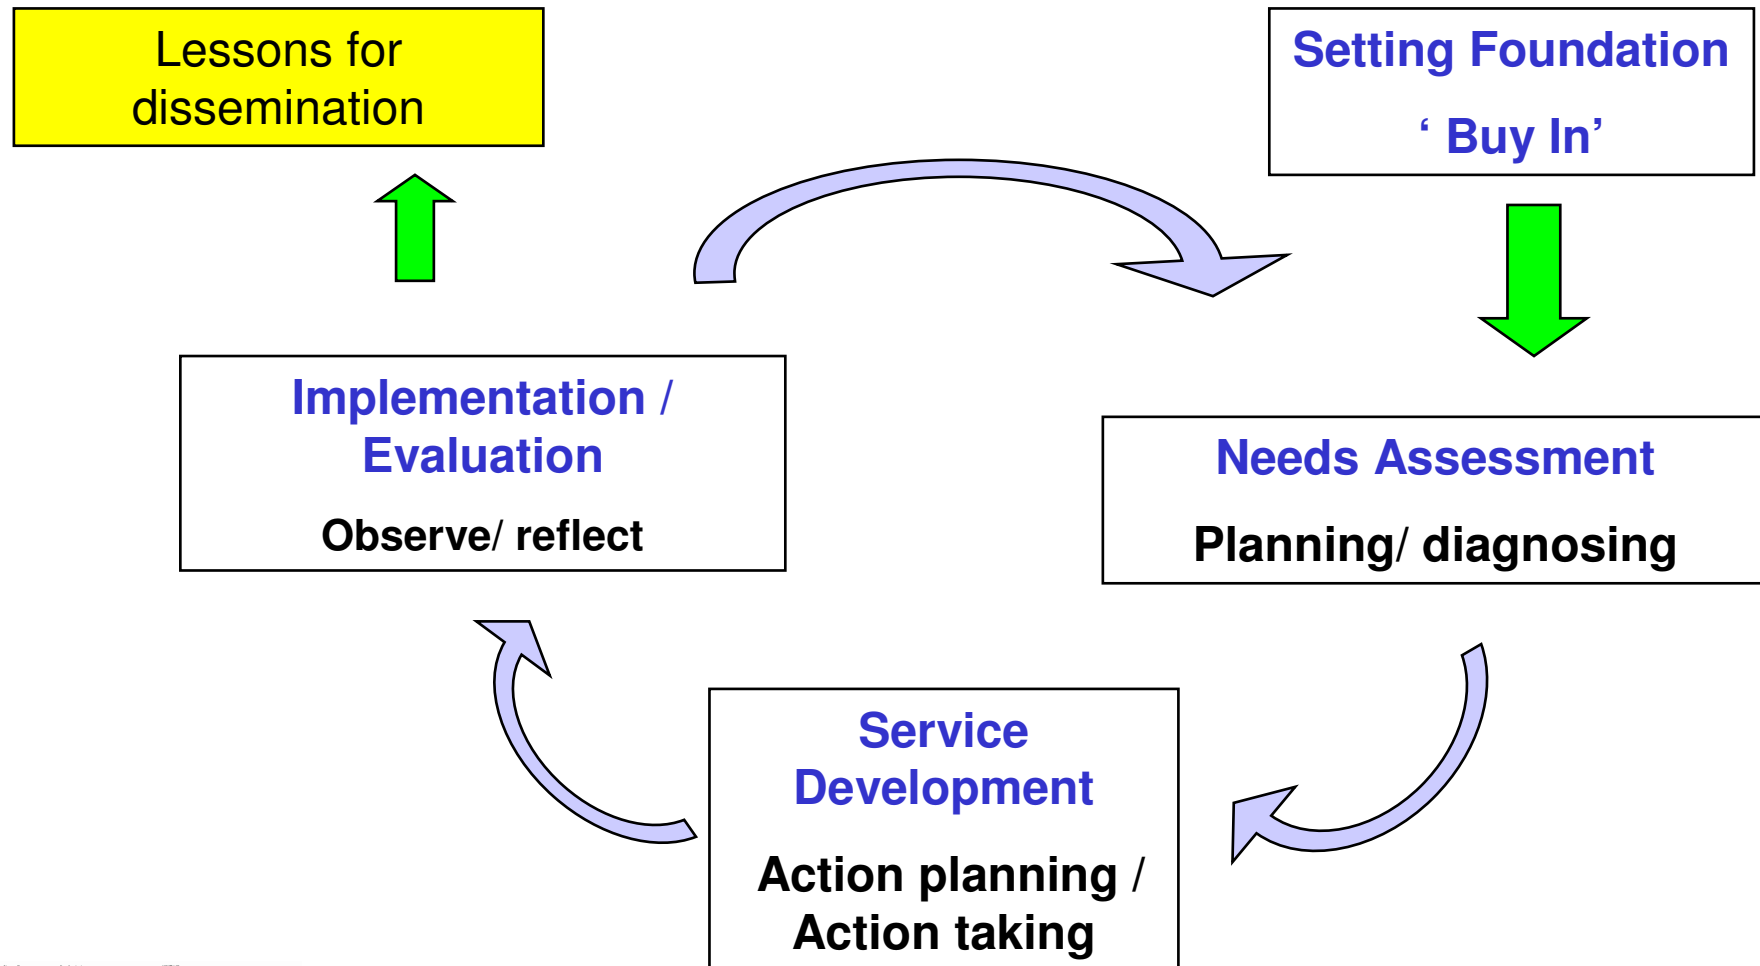 Lessons for
dissemination
Setting Foundation
‘ Buy In’
Implementation /
Evaluation
Observe/ reflect
Needs Assessment
Planning/ diagnosing
Service
Development
Action planning /
Action taking